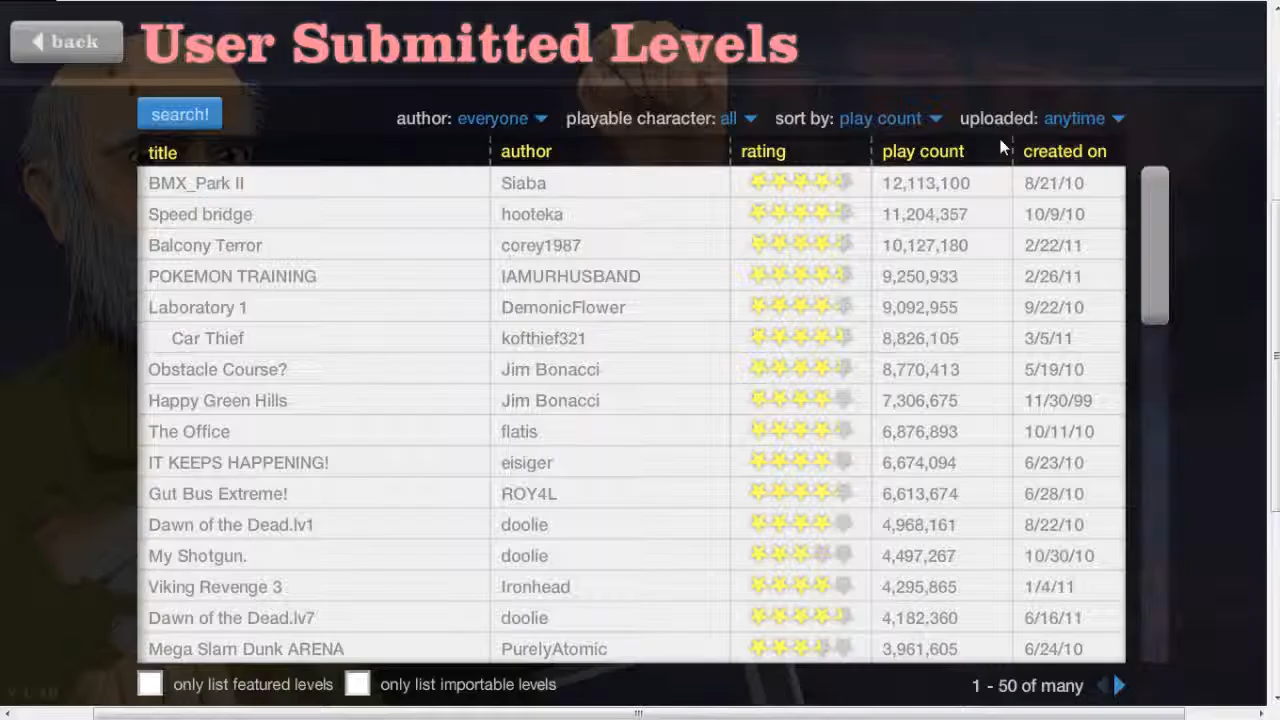 back
User Submitted Levels
search! author: everyone playable character: all sort by: play count uploaded: anytime
title author rating play count created on
BMX_Park II Siaba 12,113,100 8/21/10
Speed bridge hooteka 11,204,357 10/9/10
Balcony Terror corey1987 10,127,180 2/22/11
POKEMON TRAINING IAMURHUSBAND 9,250,933 2/26/11
Laboratory 1 DemonicFlower 9,092,955 9/22/10
Car Thief kofthief321 8,826,105 3/5/11
Obstacle Course? Jim Bonacci 8,770,413 5/19/10
Happy Green Hills Jim Bonacci 7,306,675 11/30/99
The Office flatis 6,876,893 10/11/10
IT KEEPS HAPPENING! eisiger 6,674,094 6/23/10
Gut Bus Extreme! ROY4L 6,613,674 6/28/10
Dawn of the Dead.lv1 doolie 4,968,161 8/22/10
My Shotgun. doolie 4,497,267 10/30/10
Viking Revenge 3 Ironhead 4,295,865 1/4/11
Dawn of the Dead.lv7 doolie 4,182,360 6/16/11
Mega Slam Dunk ARENA PurelyAtomic 3,961,605 6/24/10
only list featured levels only list importable levels 1 - 50 of many